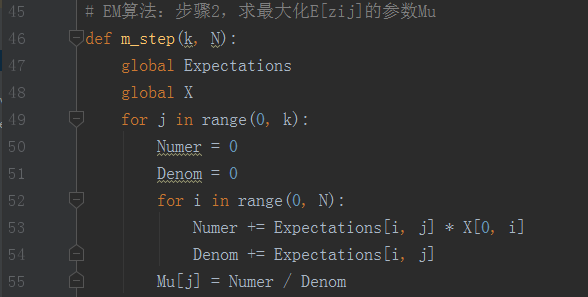 45 # EM算法：步骤2，求最大化E[zij]的参数Mu
46 def m_step(k, N):
47     global Expectations
48     global X
49     for j in range(0, k):
50         Numer = 0
51         Denom = 0
52         for i in range(0, N):
53             Numer += Expectations[i, j] * X[0, i]
54             Denom += Expectations[i, j]
55         Mu[j] = Numer / Denom